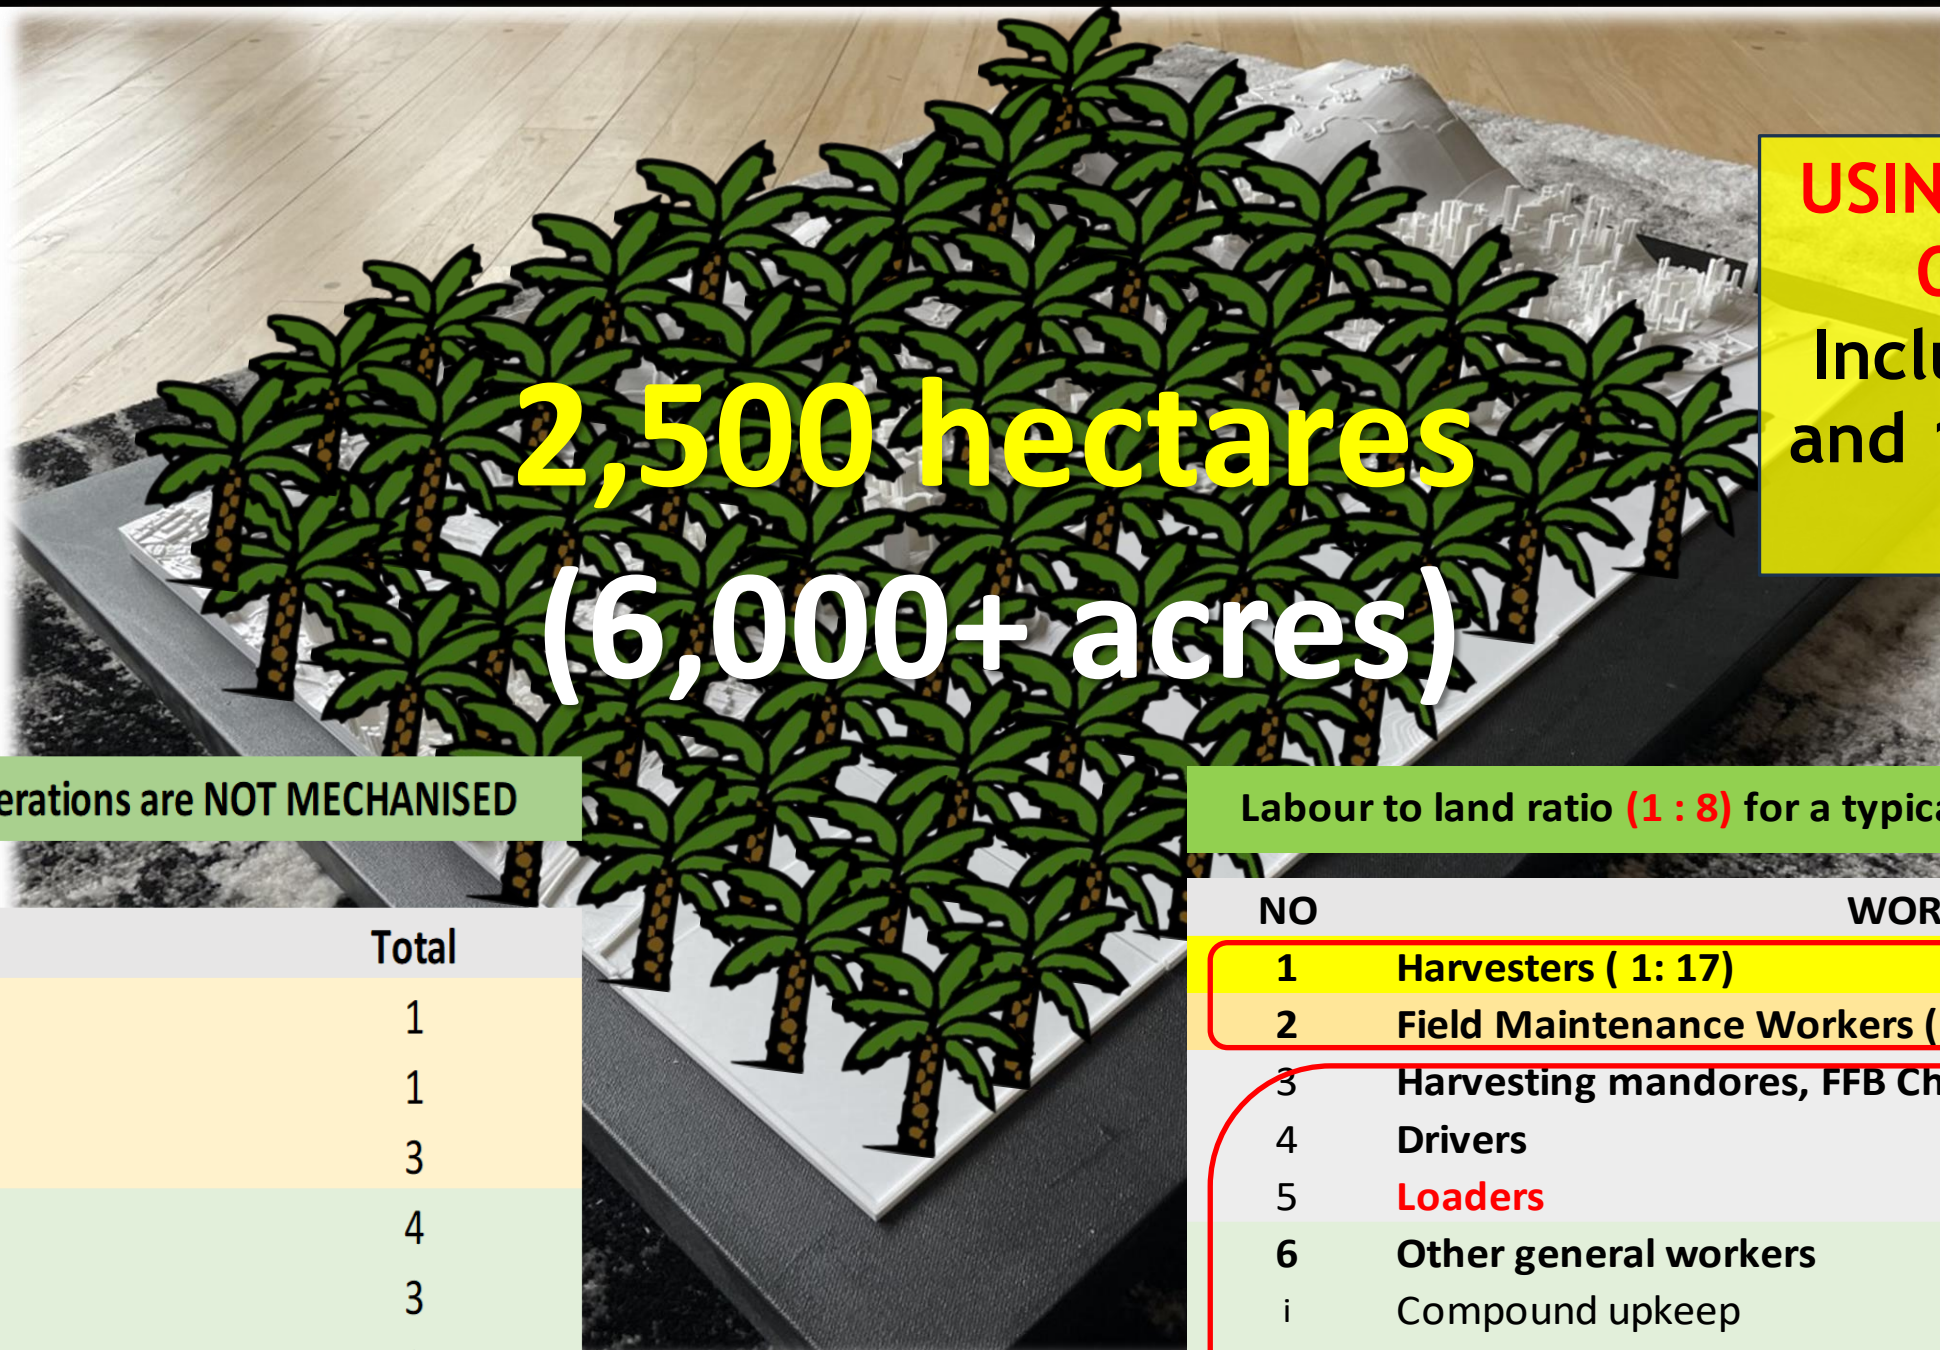 2,500 hectares
(6,000+ acres)
Inclu
and
erations are NOT MECHANISED
Total
1
1
3
4
3
Labour to land ratio (1 : 8) for a typica
NO WOR
1 Harvesters ( 1: 17)
2 Field Maintenance Workers (
3 Harvesting mandores, FFB Ch
4 Drivers
5 Loaders
6 Other general workers
i Compound upkeep
USIN